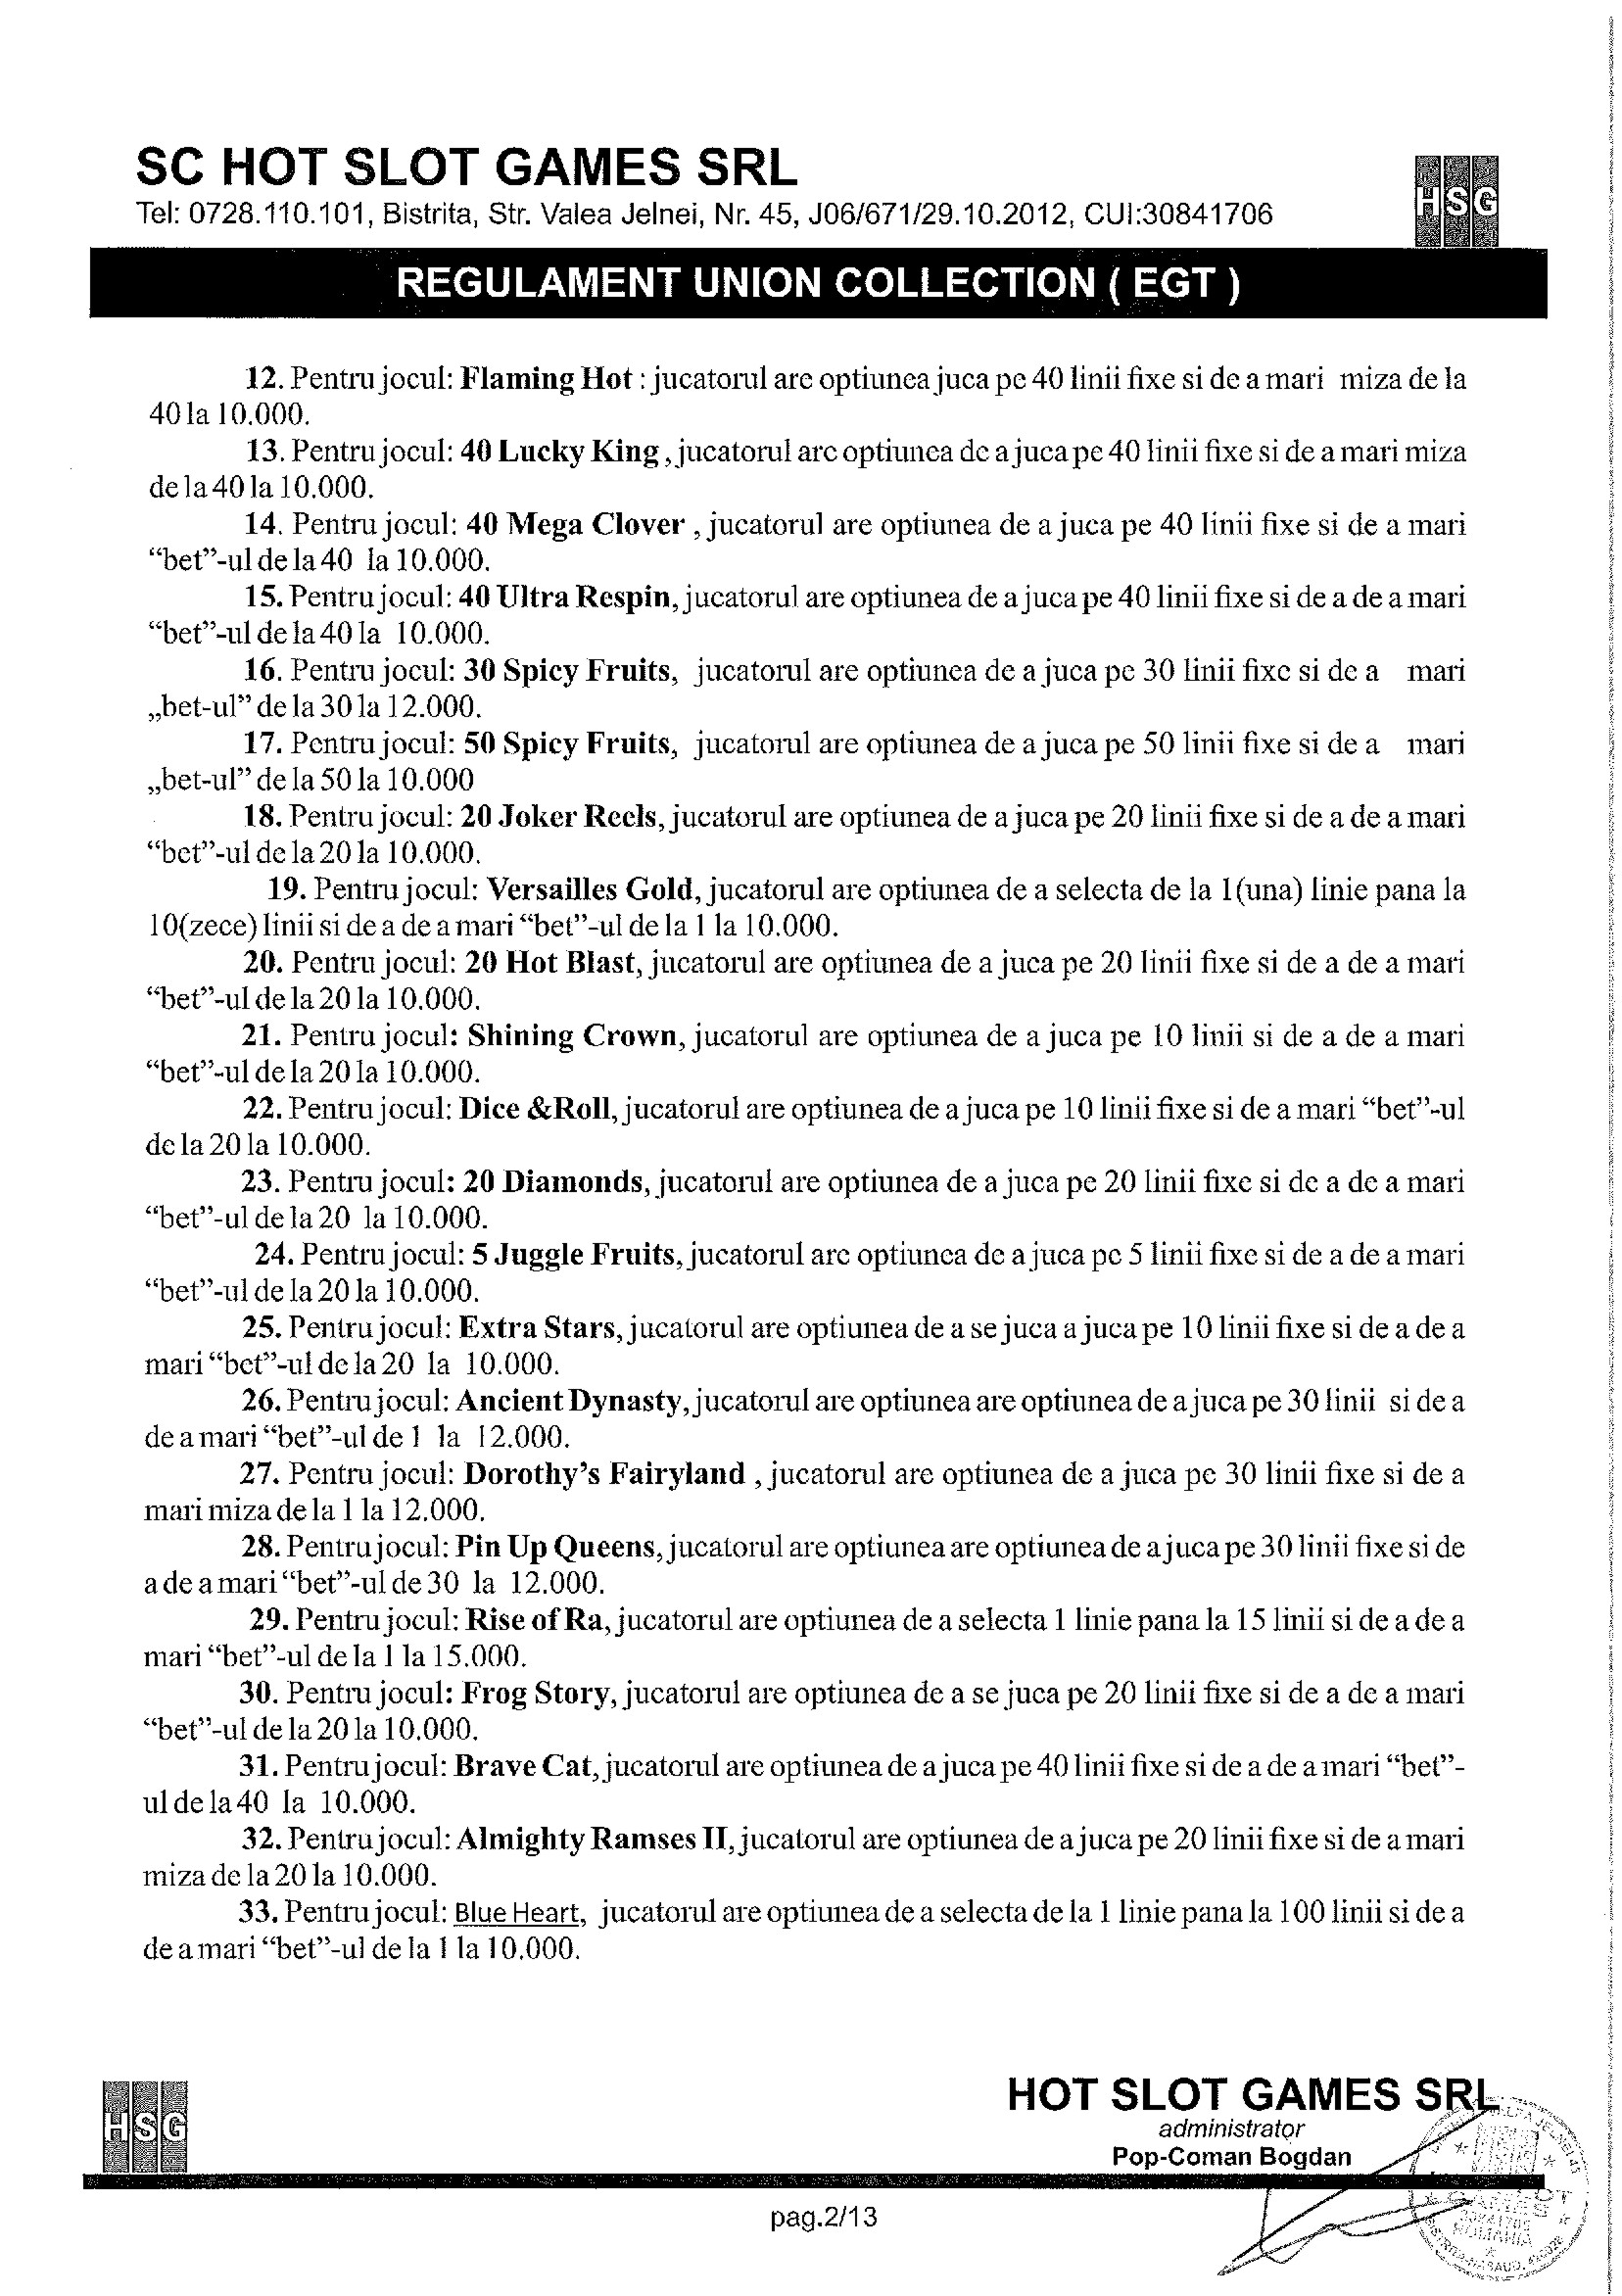 SC HOT SLOT GAMES SRL
Tel: 0728.110.101, Bistrita, Str. Valea Jelnei, Nr. 45, J06/671/29.10.2012, CUI:30841706
HSG
REGULAMENT UNION COLLECTION ( EGT )
12. Pentru jocul: Flaming Hot : jucatorul are optiunea juca pe 40 linii fixe si de a mari miza de la
40 la 10.000.
13. Pentru jocul: 40 Lucky King , jucatorul are optiunea de a juca pe 40 linii fixe si de a mari miza
de la 40 la 10.000.
14. Pentru jocul: 40 Mega Clover , jucatorul are optiunea de a juca pe 40 linii fixe si de a mari
“bet”-ul de la 40 la 10.000.
15. Pentru jocul: 40 Ultra Respin, jucatorul are optiunea de a juca pe 40 linii fixe si de a de a mari
“bet”-ul de la 40 la 10.000.
16. Pentru jocul: 30 Spicy Fruits, jucatorul are optiunea de a juca pe 30 linii fixe si de a mari
„bet-ul” de la 30 la 12.000.
17. Pentru jocul: 50 Spicy Fruits, jucatorul are optiunea de a juca pe 50 linii fixe si de a mari
„bet-ul” de la 50 la 10.000
18. Pentru jocul: 20 Joker Reels, jucatorul are optiunea de a juca pe 20 linii fixe si de a de a mari
“bet”-ul de la 20 la 10.000.
19. Pentru jocul: Versailles Gold, jucatorul are optiunea de a selecta de la 1(una) linie pana la
10(zece) linii si de a de a mari “bet”-ul de la 1 la 10.000.
20. Pentru jocul: 20 Hot Blast, jucatorul are optiunea de a juca pe 20 linii fixe si de a de a mari
“bet”-ul de la 20 la 10.000.
21. Pentru jocul: Shining Crown, jucatorul are optiunea de a juca pe 10 linii si de a de a mari
“bet”-ul de la 20 la 10.000.
22. Pentru jocul: Dice &Roll, jucatorul are optiunea de a juca pe 10 linii fixe si de a mari “bet”-ul
de la 20 la 10.000.
23. Pentru jocul: 20 Diamonds, jucatorul are optiunea de a juca pe 20 linii fixe si de a de a mari
“bet”-ul de la 20 la 10.000.
24. Pentru jocul: 5 Juggle Fruits, jucatorul are optiunea de a juca pe 5 linii fixe si de a de a mari
“bet”-ul de la 20 la 10.000.
25. Pentru jocul: Extra Stars, jucatorul are optiunea de a se juca a juca pe 10 linii fixe si de a de a
mari “bet”-ul de la 20 la 10.000.
26. Pentru jocul: Ancient Dynasty, jucatorul are optiunea are optiunea de a juca pe 30 linii si de a
de a mari “bet”-ul de 1 la 12.000.
27. Pentru jocul: Dorothy’s Fairyland , jucatorul are optiunea de a juca pe 30 linii fixe si de a
mari miza de la 1 la 12.000.
28. Pentru jocul: Pin Up Queens, jucatorul are optiunea are optiunea de a juca pe 30 linii fixe si de
a de a mari “bet”-ul de 30 la 12.000.
29. Pentru jocul: Rise of Ra, jucatorul are optiunea de a selecta 1 linie pana la 15 linii si de a de a
mari “bet”-ul de la 1 la 15.000.
30. Pentru jocul: Frog Story, jucatorul are optiunea de a se juca pe 20 linii fixe si de a de a mari
“bet”-ul de la 20 la 10.000.
31. Pentru jocul: Brave Cat, jucatorul are optiunea de a juca pe 40 linii fixe si de a de a mari “bet”-
ul de la 40 la 10.000.
32. Pentru jocul: Almighty Ramses II, jucatorul are optiunea de a juca pe 20 linii fixe si de a mari
miza de la 20 la 10.000.
33. Pentru jocul: Blue Heart, jucatorul are optiunea de a selecta de la 1 linie pana la 100 linii si de a
de a mari “bet”-ul de la 1 la 10.000.
HSG
HOT SLOT GAMES SRL
administrator
Pop-Coman Bogdan
pag.2/13
ROMANIA